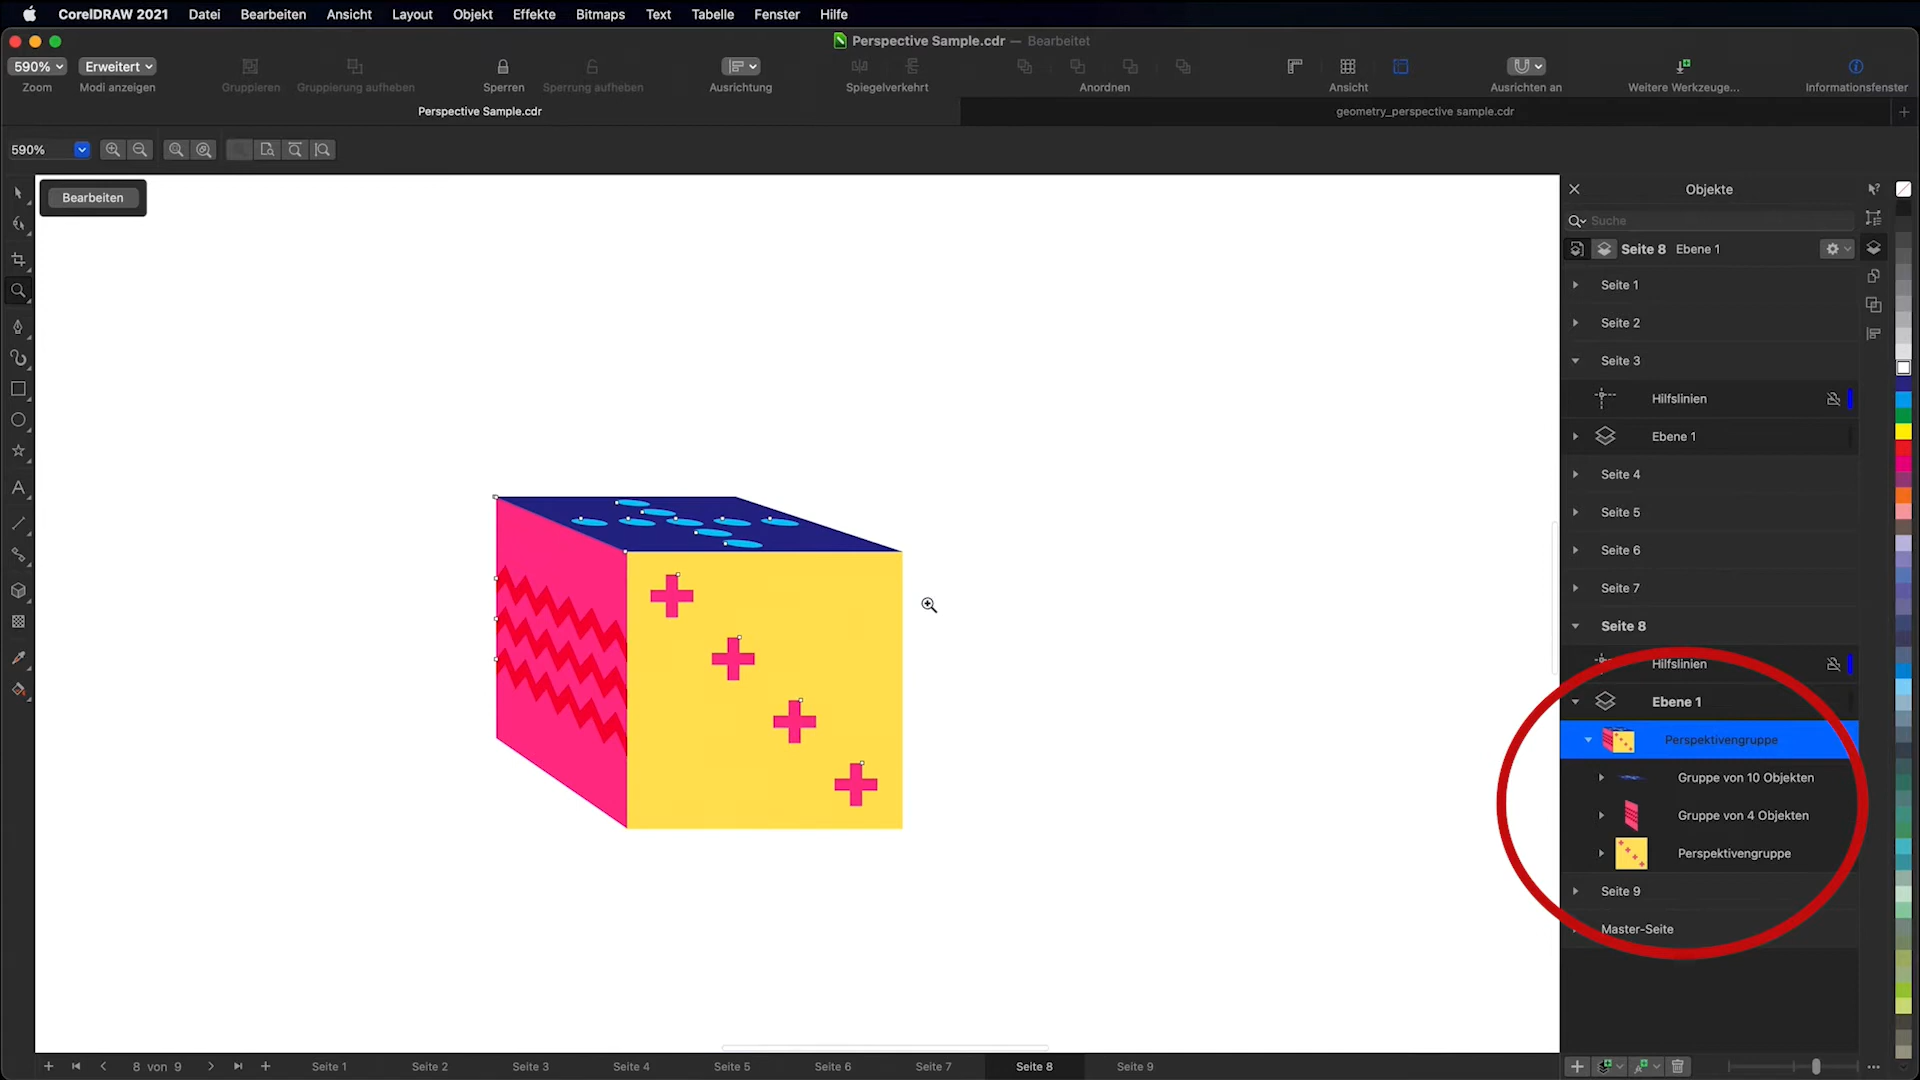 CorelDRAW 2021 Datei Bearbeiten Ansicht Layout Objekt Effekte Bitmaps Text Tabelle Fenster Hilfe
Perspective Sample.cdr — Bearbeitet
590% Erweitert
Zoom Modi anzeigen Gruppieren Gruppierung aufheben Sperren Sperrung aufheben Ausrichtung Spiegelverkehrt Anordnen Ansicht Ausrichten an Weitere Werkzeuge... Informationsfenster
Perspective Sample.cdr geometry_perspective sample.cdr
590%
Bearbeiten
Objekte
Suche
Seite 8 Ebene 1
Seite 1
Seite 2
Seite 3
Hilfslinien
Ebene 1
Seite 4
Seite 5
Seite 6
Seite 7
Seite 8
Hilfslinien
Ebene 1
Perspektivengruppe
Gruppe von 10 Objekten
Gruppe von 4 Objekten
Perspektivengruppe
Seite 9
Master-Seite
8 von 9 Seite 1 Seite 2 Seite 3 Seite 4 Seite 5 Seite 6 Seite 7 Seite 8 Seite 9